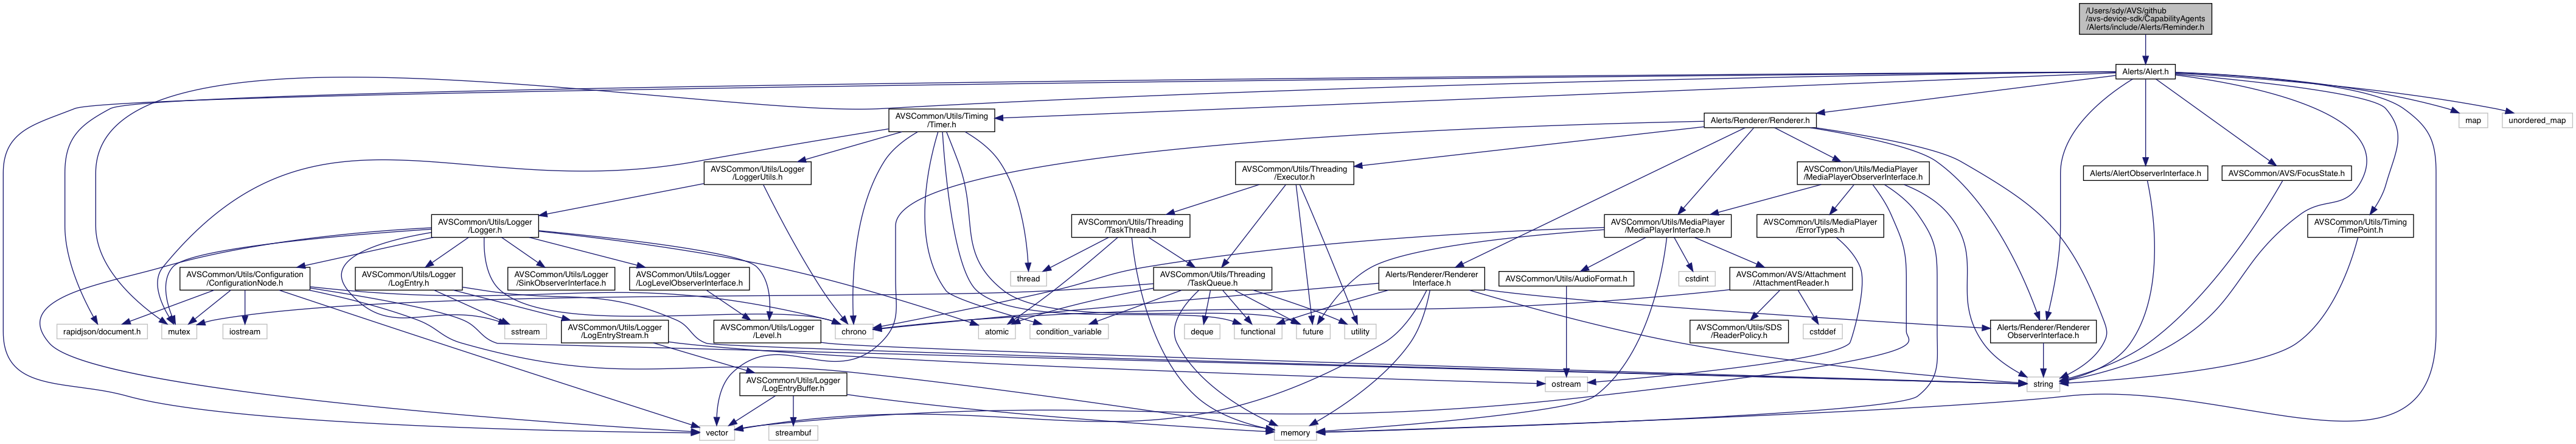 /Users/sdy/AVS/github
/avs-device-sdk/CapabilityAgents
/Alerts/include/Alerts/Reminder.h
Alerts/Alert.h
AVSCommon/Utils/Timing
/Timer.h
Alerts/Renderer/Renderer.h
map
unordered_map
AVSCommon/Utils/Logger
/LoggerUtils.h
AVSCommon/Utils/Threading
/Executor.h
AVSCommon/Utils/MediaPlayer
/MediaPlayerObserverInterface.h
Alerts/AlertObserverInterface.h
AVSCommon/AVS/FocusState.h
AVSCommon/Utils/Logger
/Logger.h
AVSCommon/Utils/Threading
/TaskThread.h
AVSCommon/Utils/MediaPlayer
/MediaPlayerInterface.h
AVSCommon/Utils/MediaPlayer
/ErrorTypes.h
AVSCommon/Utils/Timing
/TimePoint.h
AVSCommon/Utils/Configuration
/ConfigurationNode.h
AVSCommon/Utils/Logger
/LogEntry.h
AVSCommon/Utils/Logger
/SinkObserverInterface.h
AVSCommon/Utils/Logger
/LogLevelObserverInterface.h
thread
AVSCommon/Utils/Threading
/TaskQueue.h
Alerts/Renderer/Renderer
Interface.h
AVSCommon/Utils/AudioFormat.h
cstdint
AVSCommon/AVS/Attachment
/AttachmentReader.h
rapidjson/document.h
mutex
iostream
sstream
AVSCommon/Utils/Logger
/LogEntryStream.h
AVSCommon/Utils/Logger
/Level.h
chrono
atomic
condition_variable
deque
functional
future
utility
AVSCommon/Utils/SDS
/ReaderPolicy.h
cstddef
Alerts/Renderer/Renderer
ObserverInterface.h
AVSCommon/Utils/Logger
/LogEntryBuffer.h
ostream
string
vector
streambuf
memory